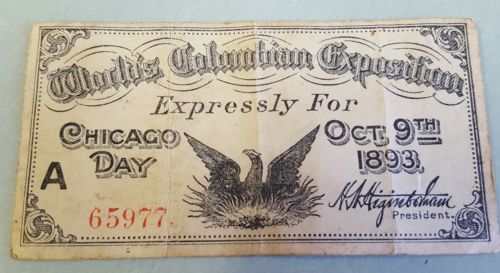 World's Columbian Exposition
Expressly For
CHICAGO DAY
OCT. 9TH 1893.
A
65977
H.N.Higinbotham
President.